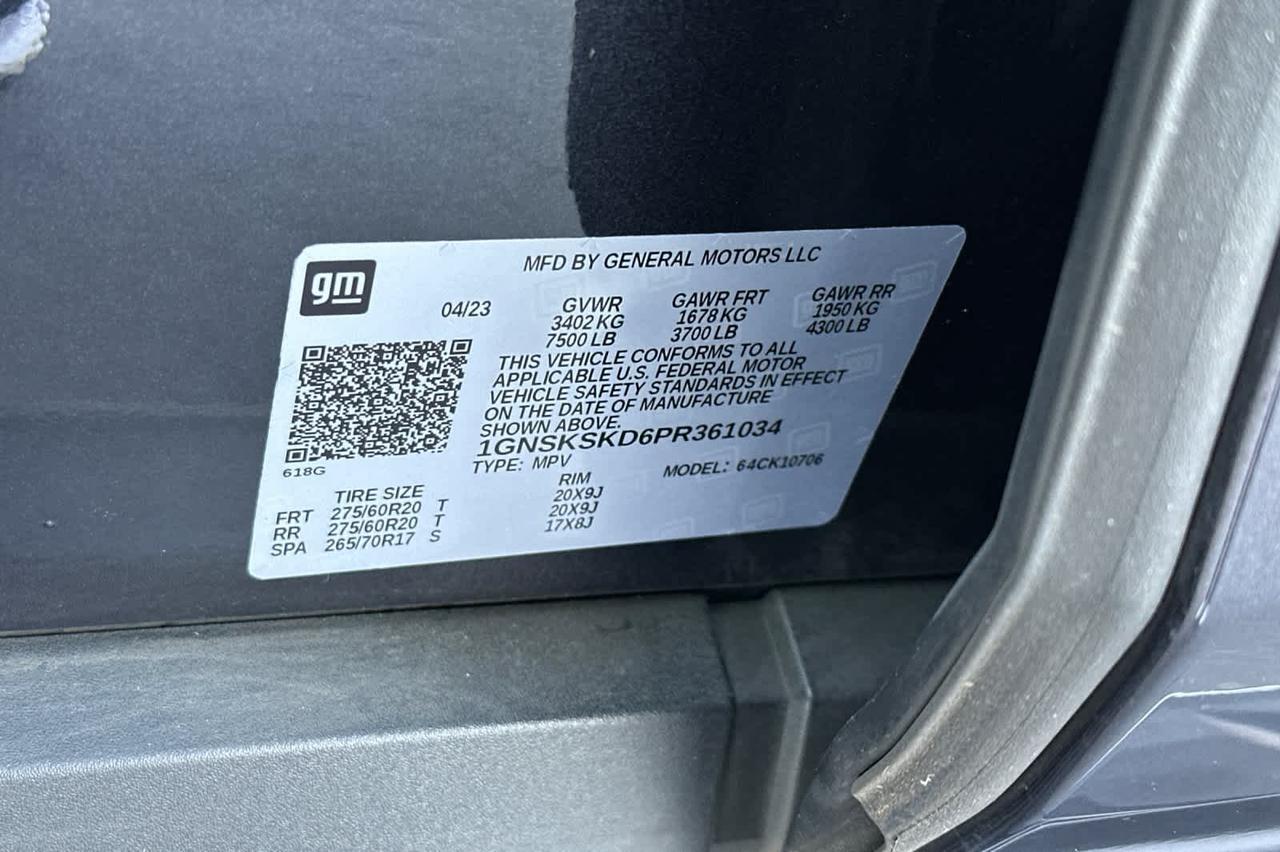 gm
MFD BY GENERAL MOTORS LLC
04/23 GVWR GAWR FRT GAWR RR
3402 KG 1678 KG 1950 KG
7500 LB 3700 LB 4300 LB
THIS VEHICLE CONFORMS TO ALL
APPLICABLE U.S. FEDERAL MOTOR
VEHICLE SAFETY STANDARDS IN EFFECT
ON THE DATE OF MANUFACTURE
SHOWN ABOVE.
1GNSKSKD6PR361034
618G
TYPE: MPV MODEL: 64CK10706
TIRE SIZE RIM
FRT 275/60R20 T 20X9J
RR 275/60R20 T 20X9J
SPA 265/70R17 S 17X8J